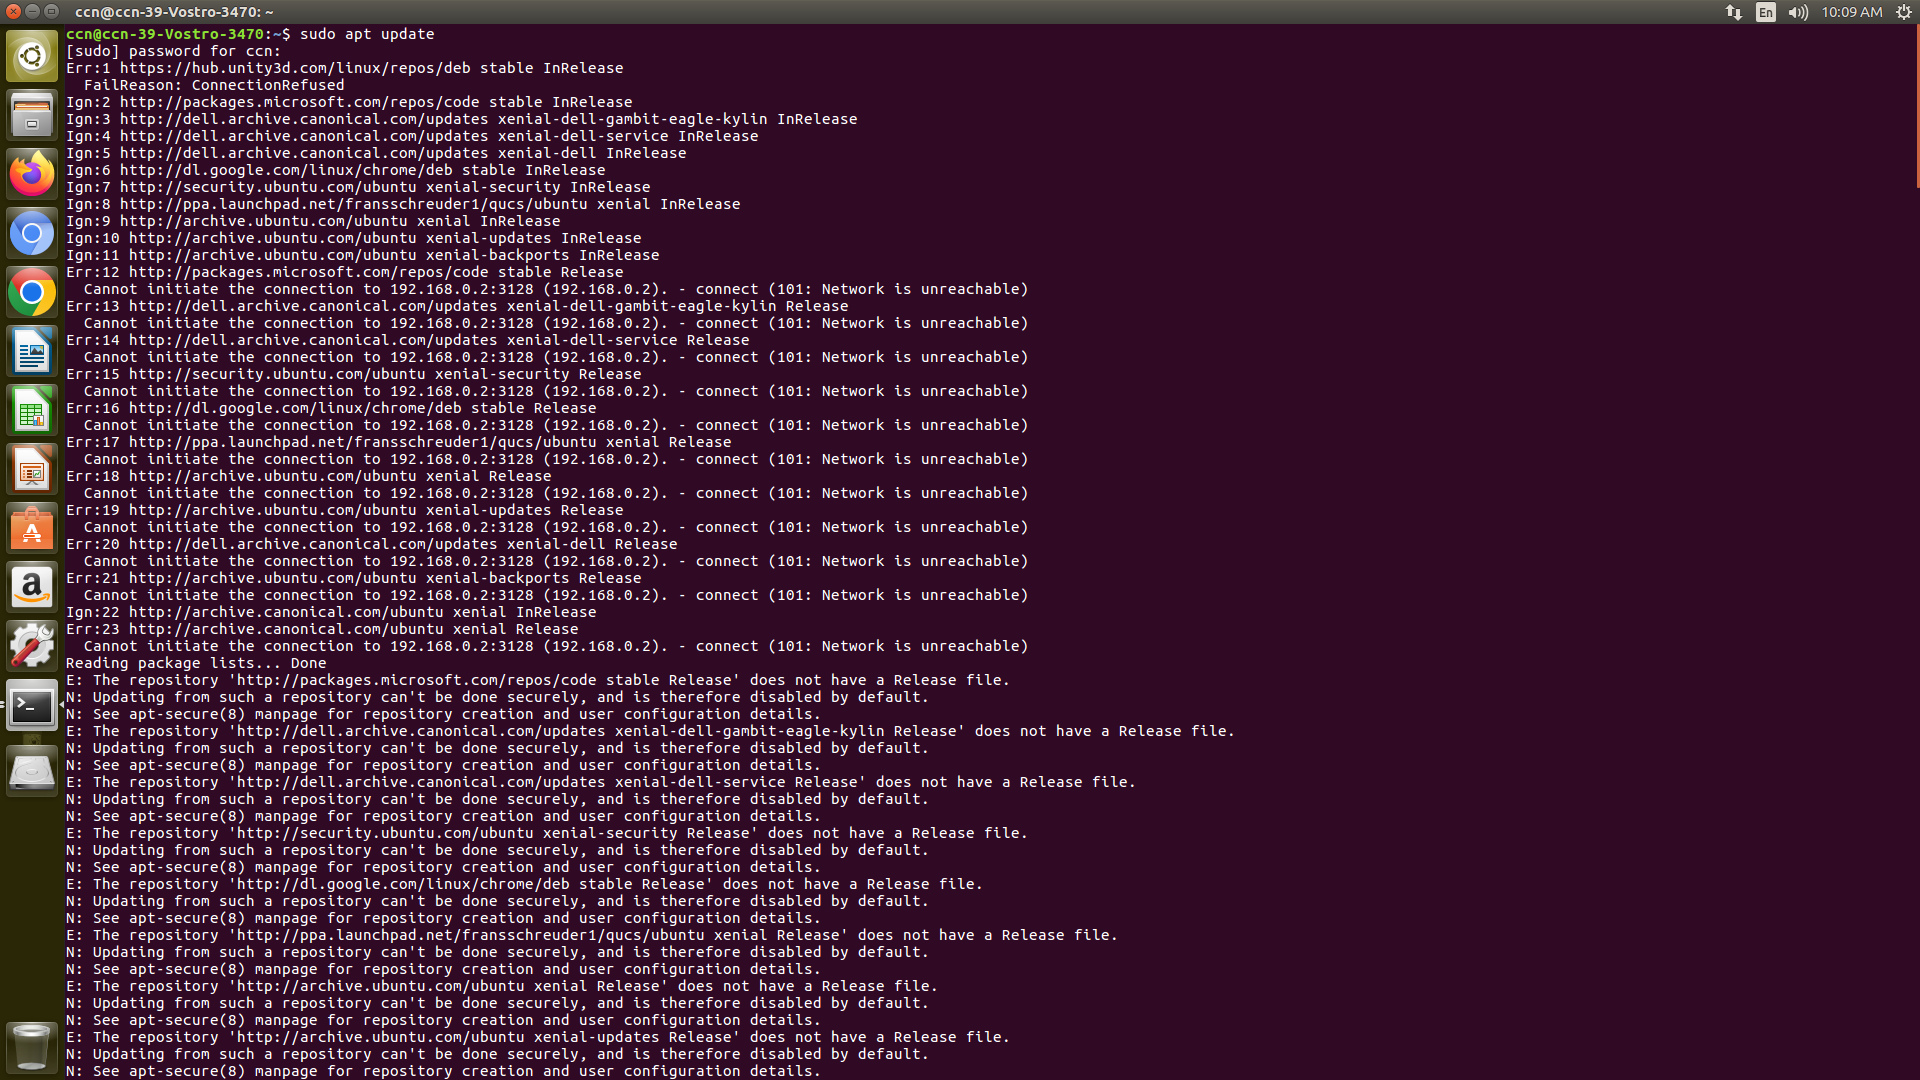 ccn@ccn-39-Vostro-3470: ~
En
10:09 AM
ccn@ccn-39-Vostro-3470:~$ sudo apt update
[sudo] password for ccn:
Err:1 https://hub.unity3d.com/linux/repos/deb stable InRelease
  FailReason: ConnectionRefused
Ign:2 http://packages.microsoft.com/repos/code stable InRelease
Ign:3 http://dell.archive.canonical.com/updates xenial-dell-gambit-eagle-kylin InRelease
Ign:4 http://dell.archive.canonical.com/updates xenial-dell-service InRelease
Ign:5 http://dell.archive.canonical.com/updates xenial-dell InRelease
Ign:6 http://dl.google.com/linux/chrome/deb stable InRelease
Ign:7 http://security.ubuntu.com/ubuntu xenial-security InRelease
Ign:8 http://ppa.launchpad.net/fransschreuder1/qucs/ubuntu xenial InRelease
Ign:9 http://archive.ubuntu.com/ubuntu xenial InRelease
Ign:10 http://archive.ubuntu.com/ubuntu xenial-updates InRelease
Ign:11 http://archive.ubuntu.com/ubuntu xenial-backports InRelease
Err:12 http://packages.microsoft.com/repos/code stable Release
  Cannot initiate the connection to 192.168.0.2:3128 (192.168.0.2). - connect (101: Network is unreachable)
Err:13 http://dell.archive.canonical.com/updates xenial-dell-gambit-eagle-kylin Release
  Cannot initiate the connection to 192.168.0.2:3128 (192.168.0.2). - connect (101: Network is unreachable)
Err:14 http://dell.archive.canonical.com/updates xenial-dell-service Release
  Cannot initiate the connection to 192.168.0.2:3128 (192.168.0.2). - connect (101: Network is unreachable)
Err:15 http://security.ubuntu.com/ubuntu xenial-security Release
  Cannot initiate the connection to 192.168.0.2:3128 (192.168.0.2). - connect (101: Network is unreachable)
Err:16 http://dl.google.com/linux/chrome/deb stable Release
  Cannot initiate the connection to 192.168.0.2:3128 (192.168.0.2). - connect (101: Network is unreachable)
Err:17 http://ppa.launchpad.net/fransschreuder1/qucs/ubuntu xenial Release
  Cannot initiate the connection to 192.168.0.2:3128 (192.168.0.2). - connect (101: Network is unreachable)
Err:18 http://archive.ubuntu.com/ubuntu xenial Release
  Cannot initiate the connection to 192.168.0.2:3128 (192.168.0.2). - connect (101: Network is unreachable)
Err:19 http://archive.ubuntu.com/ubuntu xenial-updates Release
  Cannot initiate the connection to 192.168.0.2:3128 (192.168.0.2). - connect (101: Network is unreachable)
Err:20 http://dell.archive.canonical.com/updates xenial-dell Release
  Cannot initiate the connection to 192.168.0.2:3128 (192.168.0.2). - connect (101: Network is unreachable)
Err:21 http://archive.ubuntu.com/ubuntu xenial-backports Release
  Cannot initiate the connection to 192.168.0.2:3128 (192.168.0.2). - connect (101: Network is unreachable)
Ign:22 http://archive.canonical.com/ubuntu xenial InRelease
Err:23 http://archive.canonical.com/ubuntu xenial Release
  Cannot initiate the connection to 192.168.0.2:3128 (192.168.0.2). - connect (101: Network is unreachable)
Reading package lists... Done
E: The repository 'http://packages.microsoft.com/repos/code stable Release' does not have a Release file.
N: Updating from such a repository can't be done securely, and is therefore disabled by default.
N: See apt-secure(8) manpage for repository creation and user configuration details.
E: The repository 'http://dell.archive.canonical.com/updates xenial-dell-gambit-eagle-kylin Release' does not have a Release file.
N: Updating from such a repository can't be done securely, and is therefore disabled by default.
N: See apt-secure(8) manpage for repository creation and user configuration details.
E: The repository 'http://dell.archive.canonical.com/updates xenial-dell-service Release' does not have a Release file.
N: Updating from such a repository can't be done securely, and is therefore disabled by default.
N: See apt-secure(8) manpage for repository creation and user configuration details.
E: The repository 'http://security.ubuntu.com/ubuntu xenial-security Release' does not have a Release file.
N: Updating from such a repository can't be done securely, and is therefore disabled by default.
N: See apt-secure(8) manpage for repository creation and user configuration details.
E: The repository 'http://dl.google.com/linux/chrome/deb stable Release' does not have a Release file.
N: Updating from such a repository can't be done securely, and is therefore disabled by default.
N: See apt-secure(8) manpage for repository creation and user configuration details.
E: The repository 'http://ppa.launchpad.net/fransschreuder1/qucs/ubuntu xenial Release' does not have a Release file.
N: Updating from such a repository can't be done securely, and is therefore disabled by default.
N: See apt-secure(8) manpage for repository creation and user configuration details.
E: The repository 'http://archive.ubuntu.com/ubuntu xenial Release' does not have a Release file.
N: Updating from such a repository can't be done securely, and is therefore disabled by default.
N: See apt-secure(8) manpage for repository creation and user configuration details.
E: The repository 'http://archive.ubuntu.com/ubuntu xenial-updates Release' does not have a Release file.
N: Updating from such a repository can't be done securely, and is therefore disabled by default.
N: See apt-secure(8) manpage for repository creation and user configuration details.